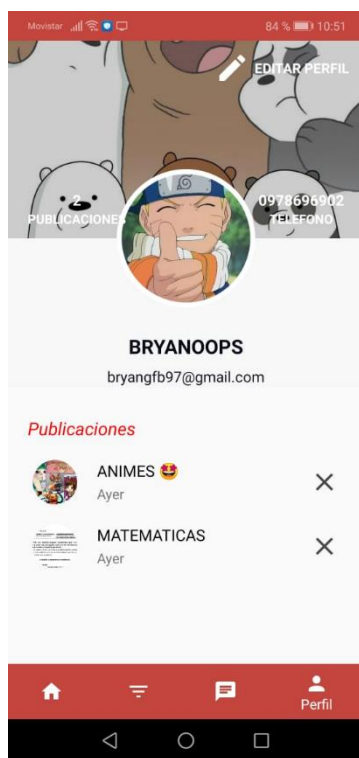 Movistar 84 % 10:51
EDITAR PERFIL
2
PUBLICACIONES
0978696902
TELEFONO
BRYANOOPS
bryangfb97@gmail.com
Publicaciones
ANIMES 🤩
Ayer
MATEMATICAS
Ayer
Perfil